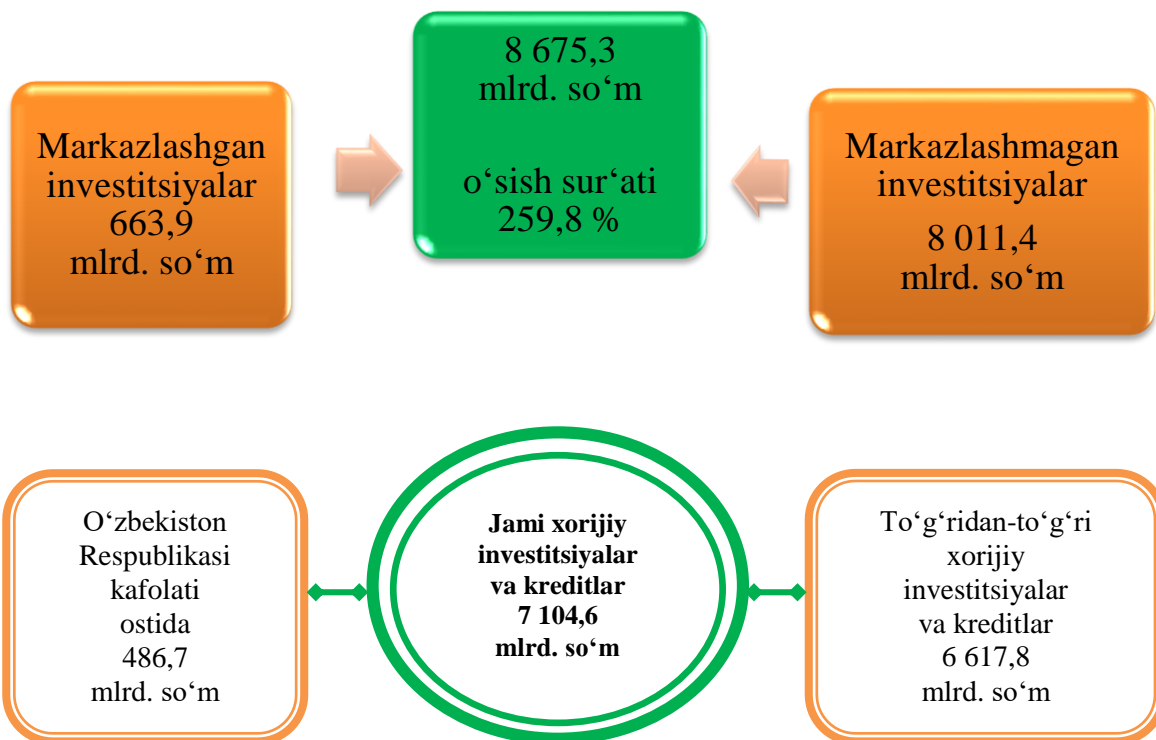 8 675,3
mlrd. so‘m
o‘sish sur‘ati
259,8 %
Markazlashgan
investitsiyalar
663,9
mlrd. so‘m
Markazlashmagan
investitsiyalar
8 011,4
mlrd. so‘m
O‘zbekiston
Respublikasi
kafolati
ostida
486,7
mlrd. so‘m
Jami xorijiy
investitsiyalar
va kreditlar
7 104,6
mlrd. so‘m
To‘g‘ridan-to‘g‘ri
xorijiy
investitsiyalar
va kreditlar
6 617,8
mlrd. so‘m